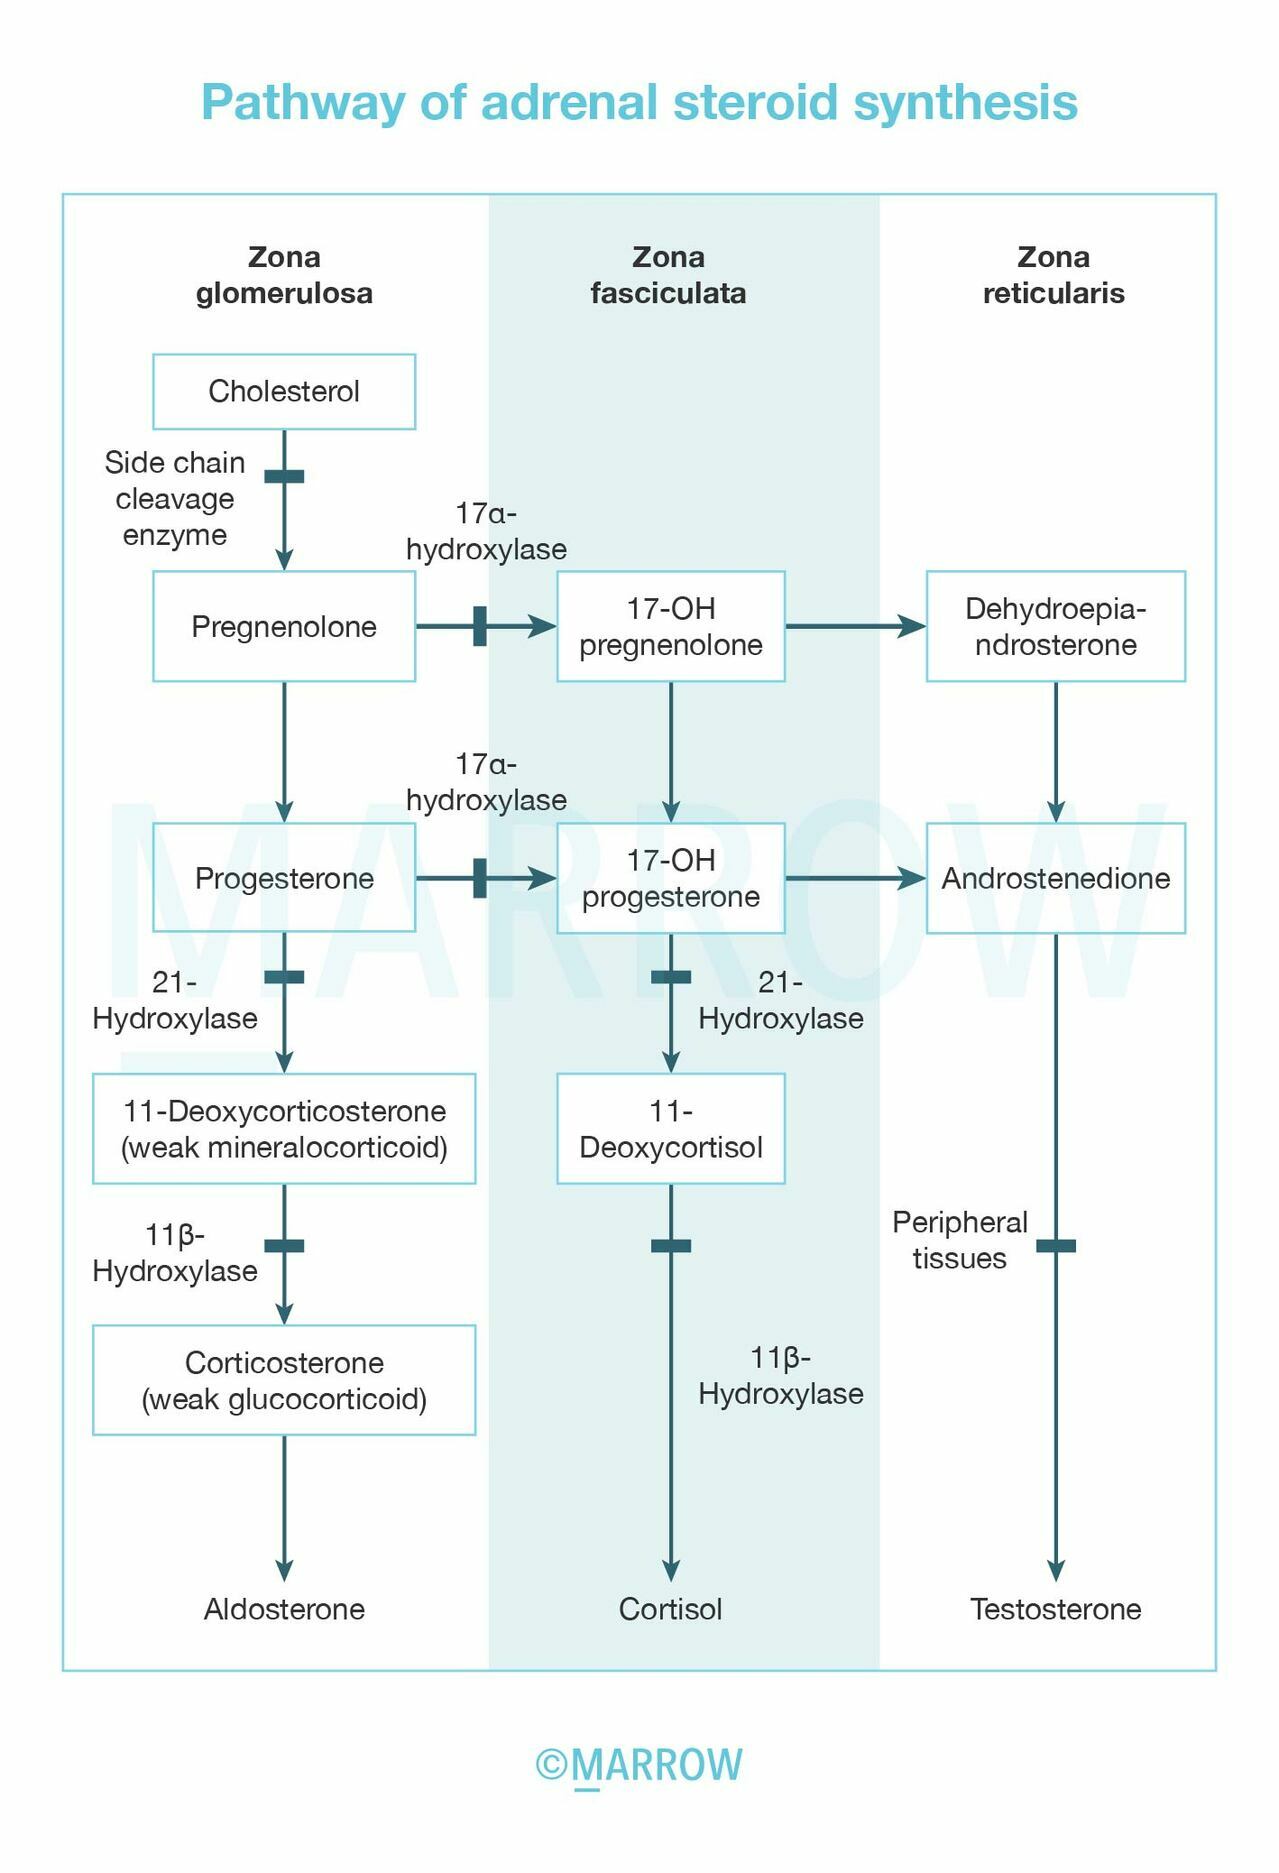 Pathway of adrenal steroid synthesis
Zona
glomerulosa
Zona
fasciculata
Zona
reticularis
Cholesterol
Side chain
cleavage
enzyme
17α-
hydroxylase
Pregnenolone
17-OH
pregnenolone
Dehydroepia-
ndrosterone
17α-
hydroxylase
Progesterone
17-OH
progesterone
Androstenedione
MARROW
21-
Hydroxylase
21-
Hydroxylase
11-Deoxycorticosterone
(weak mineralocorticoid)
11-
Deoxycortisol
11β-
Hydroxylase
Peripheral
tissues
Corticosterone
(weak glucocorticoid)
11β-
Hydroxylase
Aldosterone
Cortisol
Testosterone
©MARROW